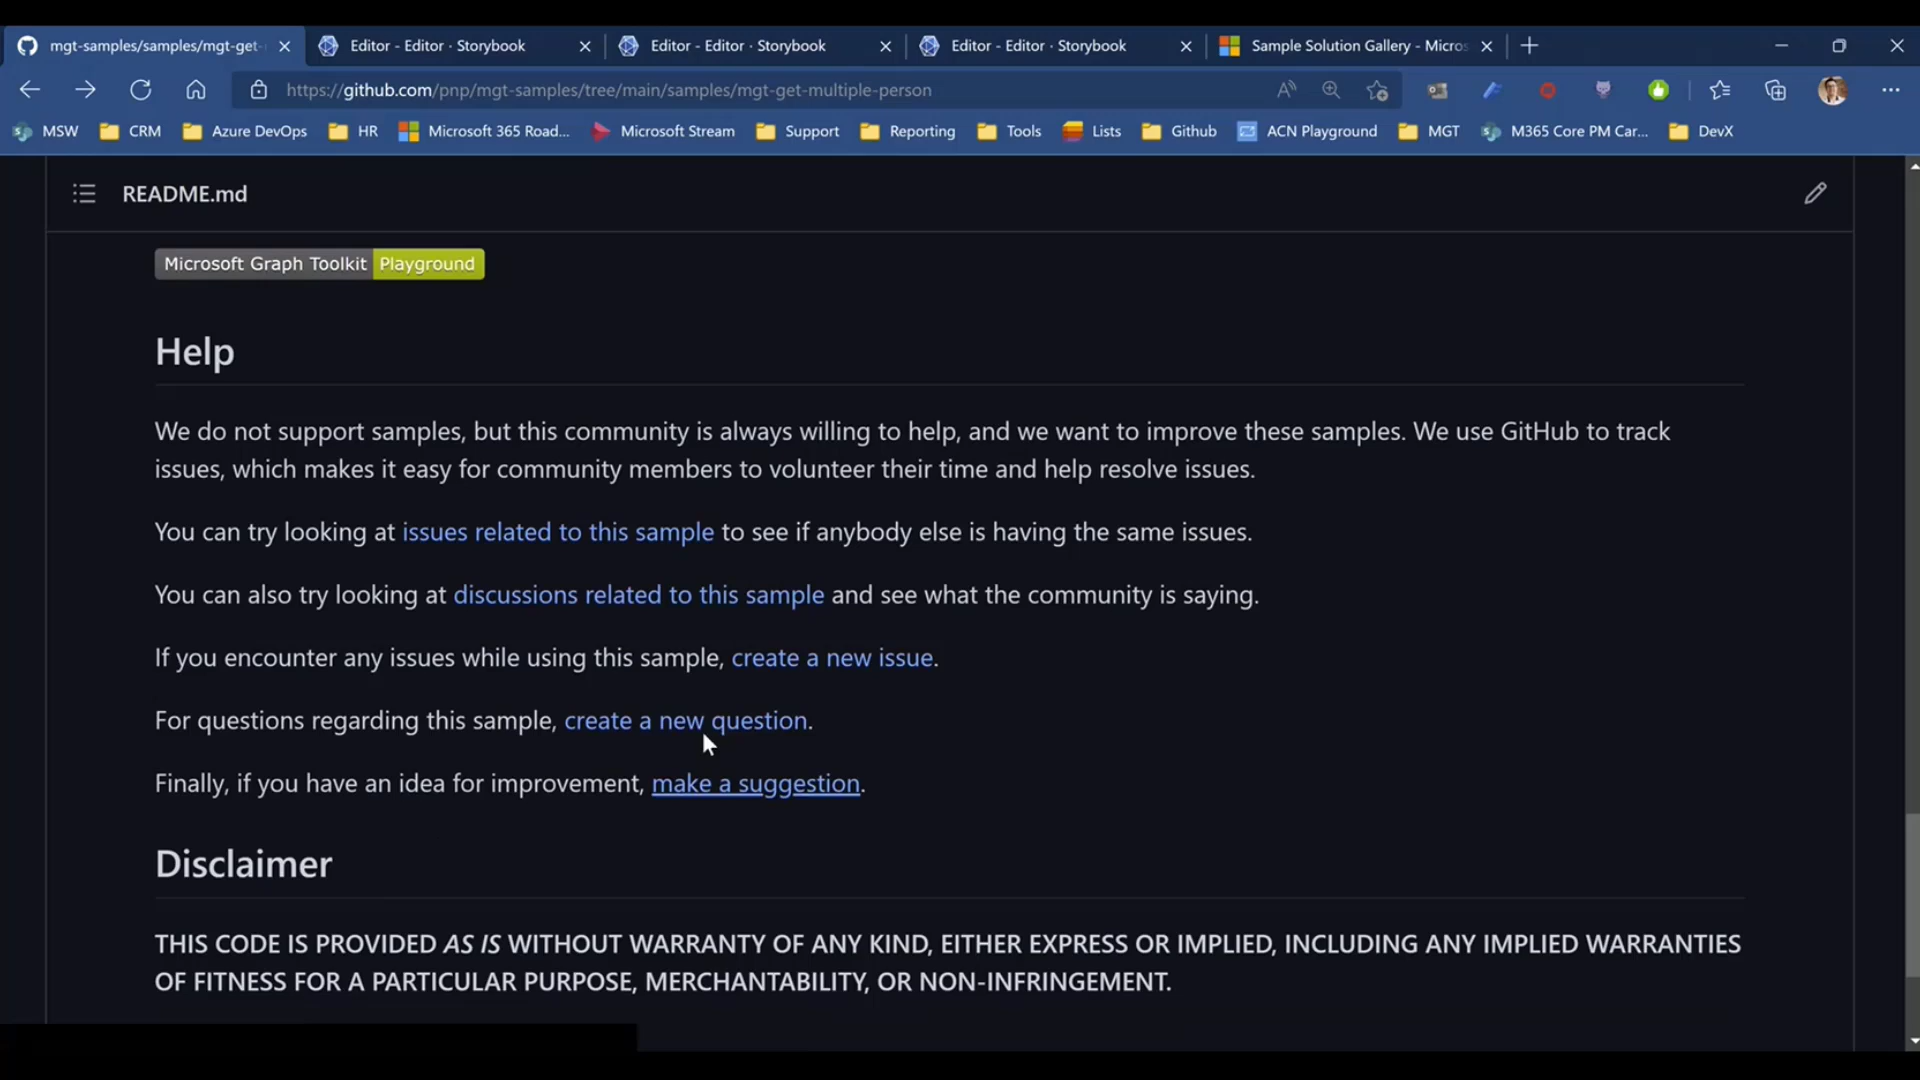 mgt-samples/samples/mgt-get-
Editor - Editor · Storybook
Editor - Editor · Storybook
Editor - Editor · Storybook
Sample Solution Gallery - Micros
https://github.com/pnp/mgt-samples/tree/main/samples/mgt-get-multiple-person
MSW CRM Azure DevOps HR Microsoft 365 Road... Microsoft Stream Support Reporting Tools Lists Github ACN Playground MGT M365 Core PM Car... DevX
README.md
Microsoft Graph Toolkit Playground
Help
We do not support samples, but this community is always willing to help, and we want to improve these samples. We use GitHub to track
issues, which makes it easy for community members to volunteer their time and help resolve issues.
You can try looking at issues related to this sample to see if anybody else is having the same issues.
You can also try looking at discussions related to this sample and see what the community is saying.
If you encounter any issues while using this sample, create a new issue.
For questions regarding this sample, create a new question.
Finally, if you have an idea for improvement, make a suggestion.
Disclaimer
THIS CODE IS PROVIDED AS IS WITHOUT WARRANTY OF ANY KIND, EITHER EXPRESS OR IMPLIED, INCLUDING ANY IMPLIED WARRANTIES
OF FITNESS FOR A PARTICULAR PURPOSE, MERCHANTABILITY, OR NON-INFRINGEMENT.